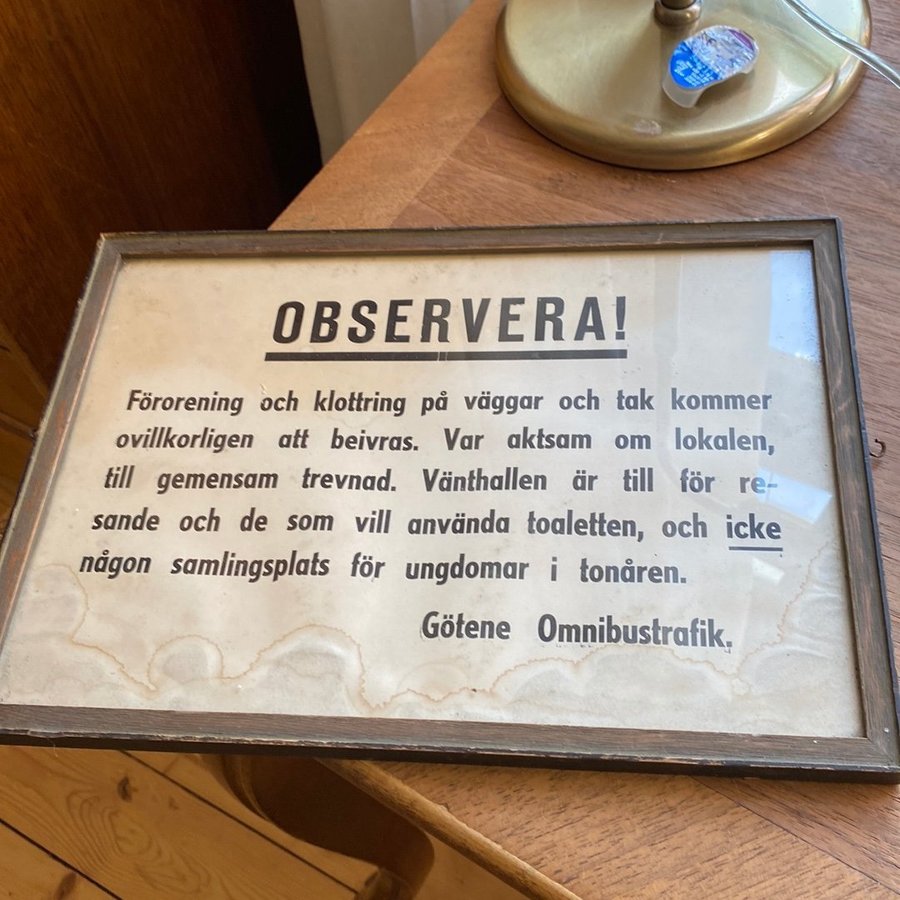 OBSERVERA!
Förorening och klottring på väggar och tak kommer
ovillkorligen att beivras. Var aktsam om lokalen,
till gemensam trevnad. Vänthallen är till för re-
sande och de som vill använda toaletten, och icke
någon samlingsplats för ungdomar i tonåren.
Götene Omnibustrafik.